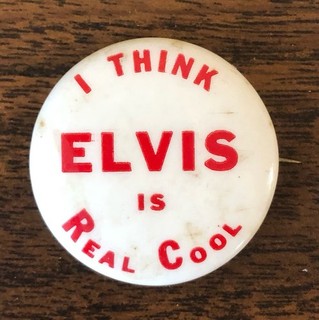 I THINK
ELVIS
IS
REAL COOL